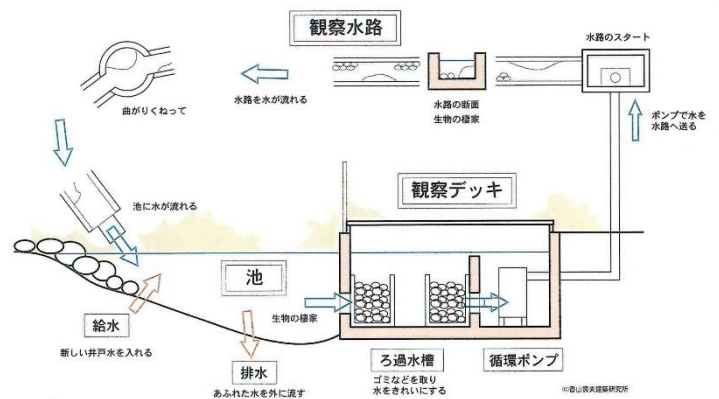 観察水路
水路のスタート
曲がりくねって
水路を水が流れる
水路の断面
生物の棲家
ポンプで水を
水路へ送る
池に水が流れる
観察デッキ
池
生物の棲家
給水
新しい井戸水を入れる
排水
あふれた水を外に流す
ろ過水槽
ゴミなどを取り
水をきれいにする
循環ポンプ